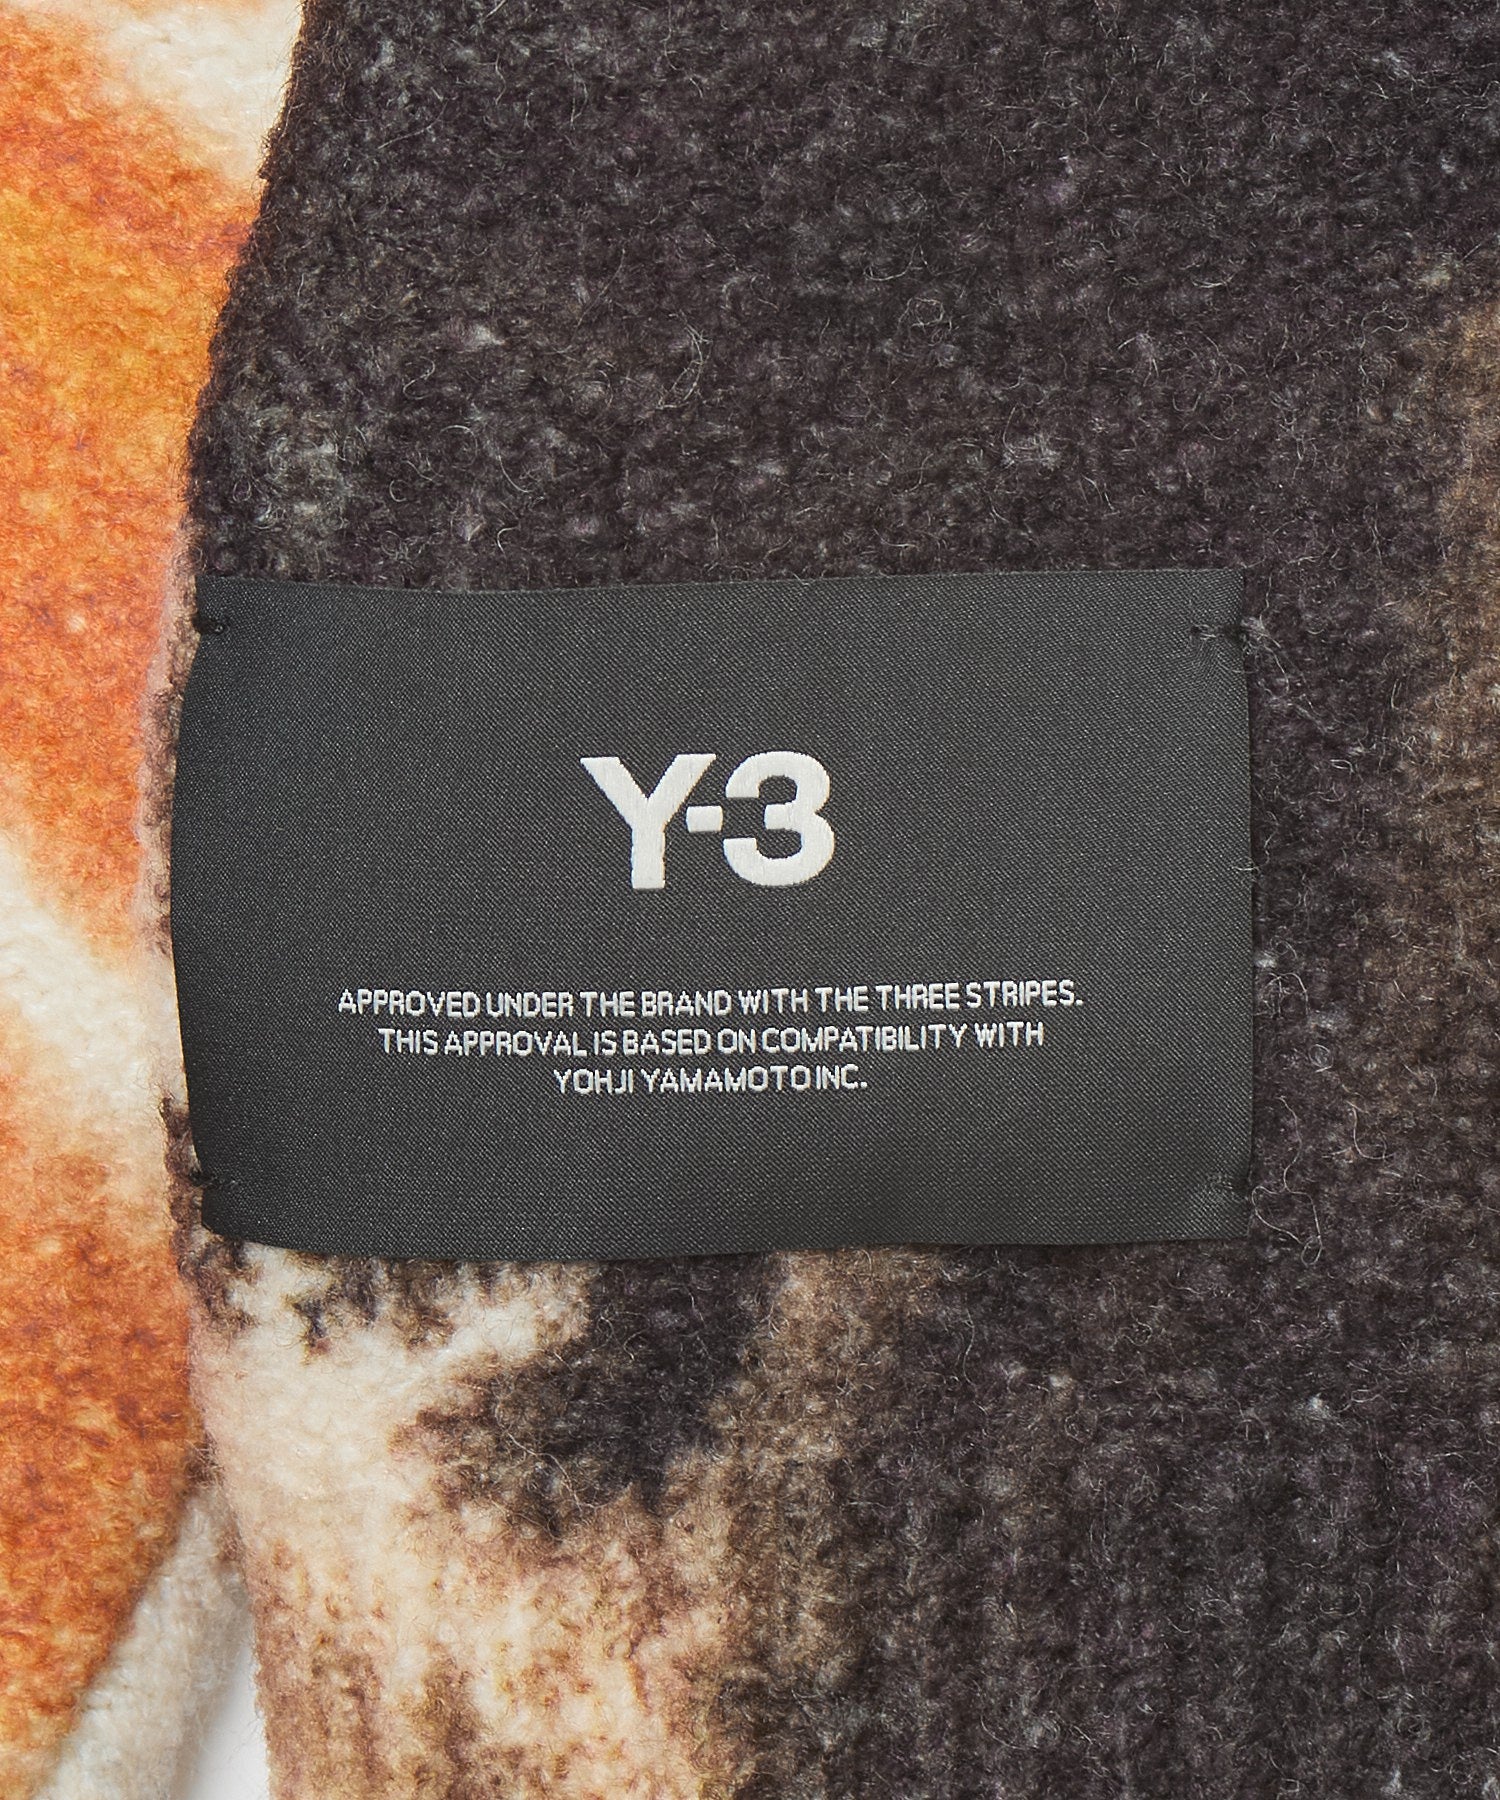 Y-3
APPROVED UNDER THE BRAND WITH THE THREE STRIPES.
THIS APPROVAL IS BASED ON COMPATIBILITY WITH
YOHJI YAMAMOTO INC.